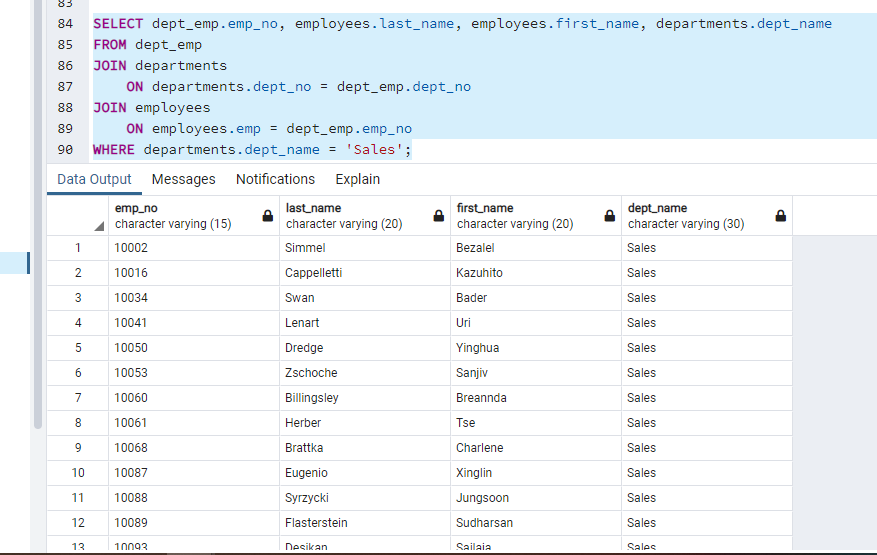 83
84 SELECT dept_emp.emp_no, employees.last_name, employees.first_name, departments.dept_name
85 FROM dept_emp
86 JOIN departments
87 ON departments.dept_no = dept_emp.dept_no
88 JOIN employees
89 ON employees.emp = dept_emp.emp_no
90 WHERE departments.dept_name = 'Sales';
Data Output Messages Notifications Explain
emp_no last_name first_name dept_name
character varying (15) character varying (20) character varying (20) character varying (30)
1 10002 Simmel Bezalel Sales
2 10016 Cappelletti Kazuhito Sales
3 10034 Swan Bader Sales
4 10041 Lenart Uri Sales
5 10050 Dredge Yinghua Sales
6 10053 Zschoche Sanjiv Sales
7 10060 Billingsley Breannda Sales
8 10061 Herber Tse Sales
9 10068 Brattka Charlene Sales
10 10087 Eugenio Xinglin Sales
11 10088 Syrzycki Jungsoon Sales
12 10089 Flasterstein Sudharsan Sales
13 10093 Desikan Sailaja Sales